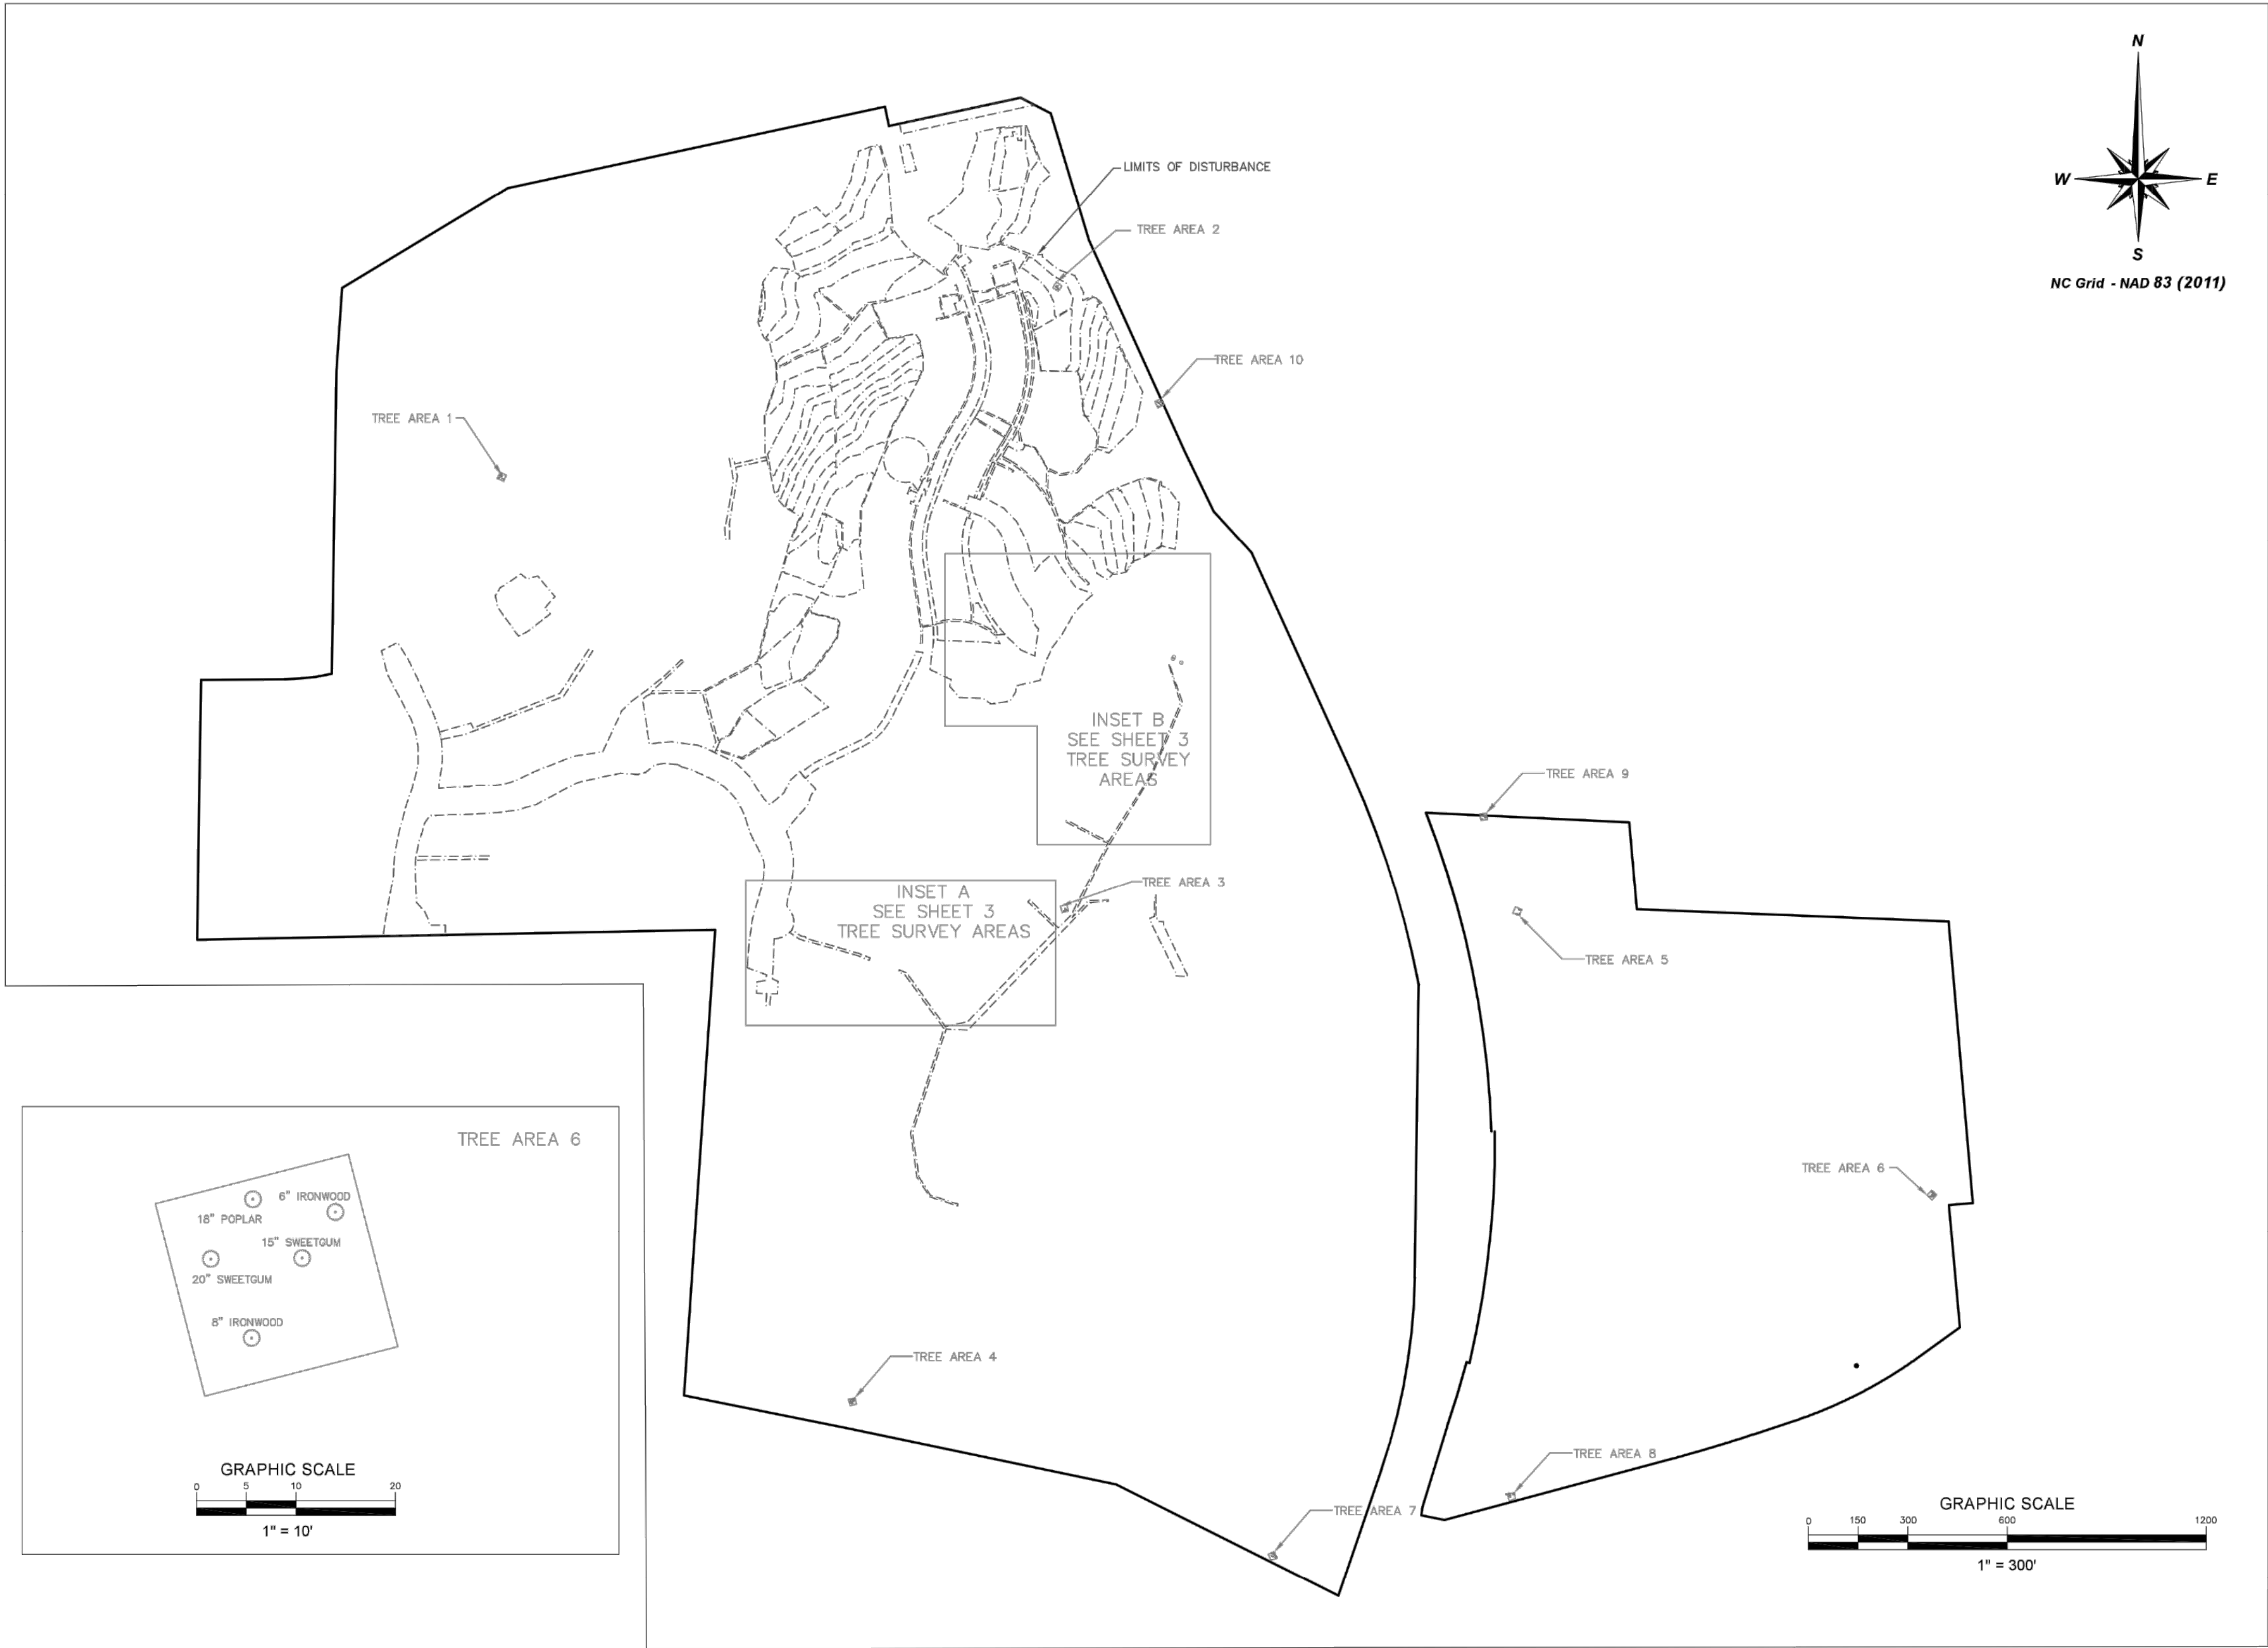 N
W
E
S
NC Grid - NAD 83 (2011)
LIMITS OF DISTURBANCE
TREE AREA 2
TREE AREA 10
TREE AREA 1
INSET B
SEE SHEET 3
TREE SURVEY
AREAS
TREE AREA 9
INSET A
SEE SHEET 3
TREE SURVEY AREAS
TREE AREA 3
TREE AREA 5
TREE AREA 6
TREE AREA 4
TREE AREA 8
TREE AREA 7
TREE AREA 6
6" IRONWOOD
18" POPLAR
15" SWEETGUM
20" SWEETGUM
8" IRONWOOD
GRAPHIC SCALE
0 5 10 20
1" = 10'
GRAPHIC SCALE
0 150 300 600 1200
1" = 300'